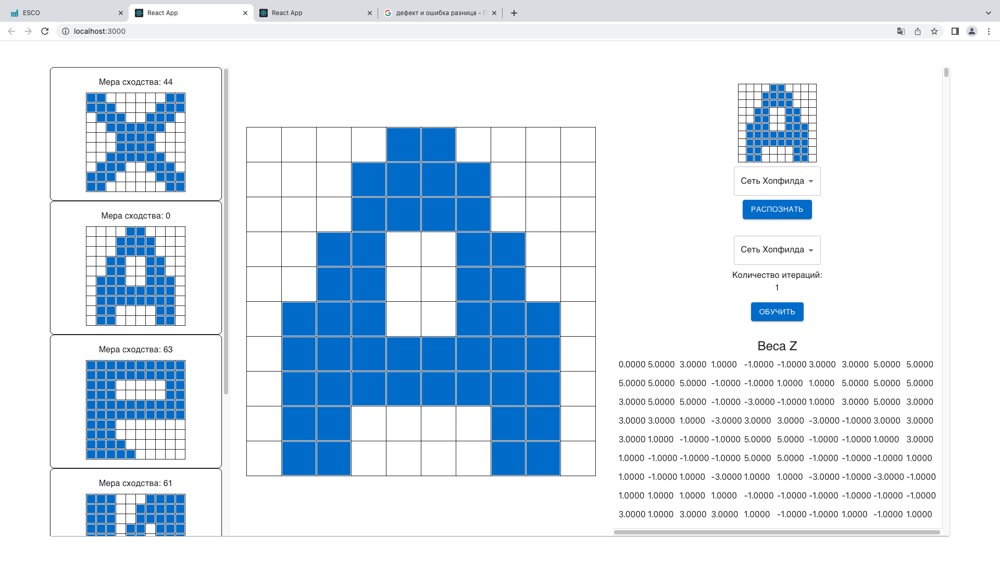 ESCO
React App
React App
дефект и ошибка разница - П
localhost:3000
Мера сходства: 44
Мера сходства: 0
Мера сходства: 63
Мера сходства: 61
Сеть Хопфилда
РАСПОЗНАТЬ
Сеть Хопфилда
Количество итераций:
1
ОБУЧИТЬ
Веса Z
0.0000 5.0000 3.0000 1.0000 -1.0000 -1.0000 3.0000 3.0000 5.0000 5.0000
5.0000 5.0000 5.0000 -1.0000 -1.0000 1.0000 1.0000 5.0000 5.0000 5.0000
3.0000 5.0000 5.0000 -1.0000 -3.0000 -1.0000 1.0000 3.0000 5.0000 3.0000
3.0000 3.0000 1.0000 -3.0000 3.0000 3.0000 -3.0000 -1.0000 3.0000 3.0000
3.0000 1.0000 -1.0000 -1.0000 5.0000 5.0000 -1.0000 -1.0000 1.0000 3.0000
1.0000 -1.0000 -1.0000 -1.0000 5.0000 5.0000 -1.0000 -1.0000 -1.0000 1.0000
1.0000 -1.0000 1.0000 -3.0000 1.0000 1.0000 -3.0000 -1.0000 -3.0000 -1.0000
1.0000 1.0000 1.0000 1.0000 -1.0000 -1.0000 -1.0000 -1.0000 -1.0000 -1.0000
3.0000 1.0000 3.0000 3.0000 1.0000 -1.0000 -1.0000 1.0000 -1.0000 1.0000